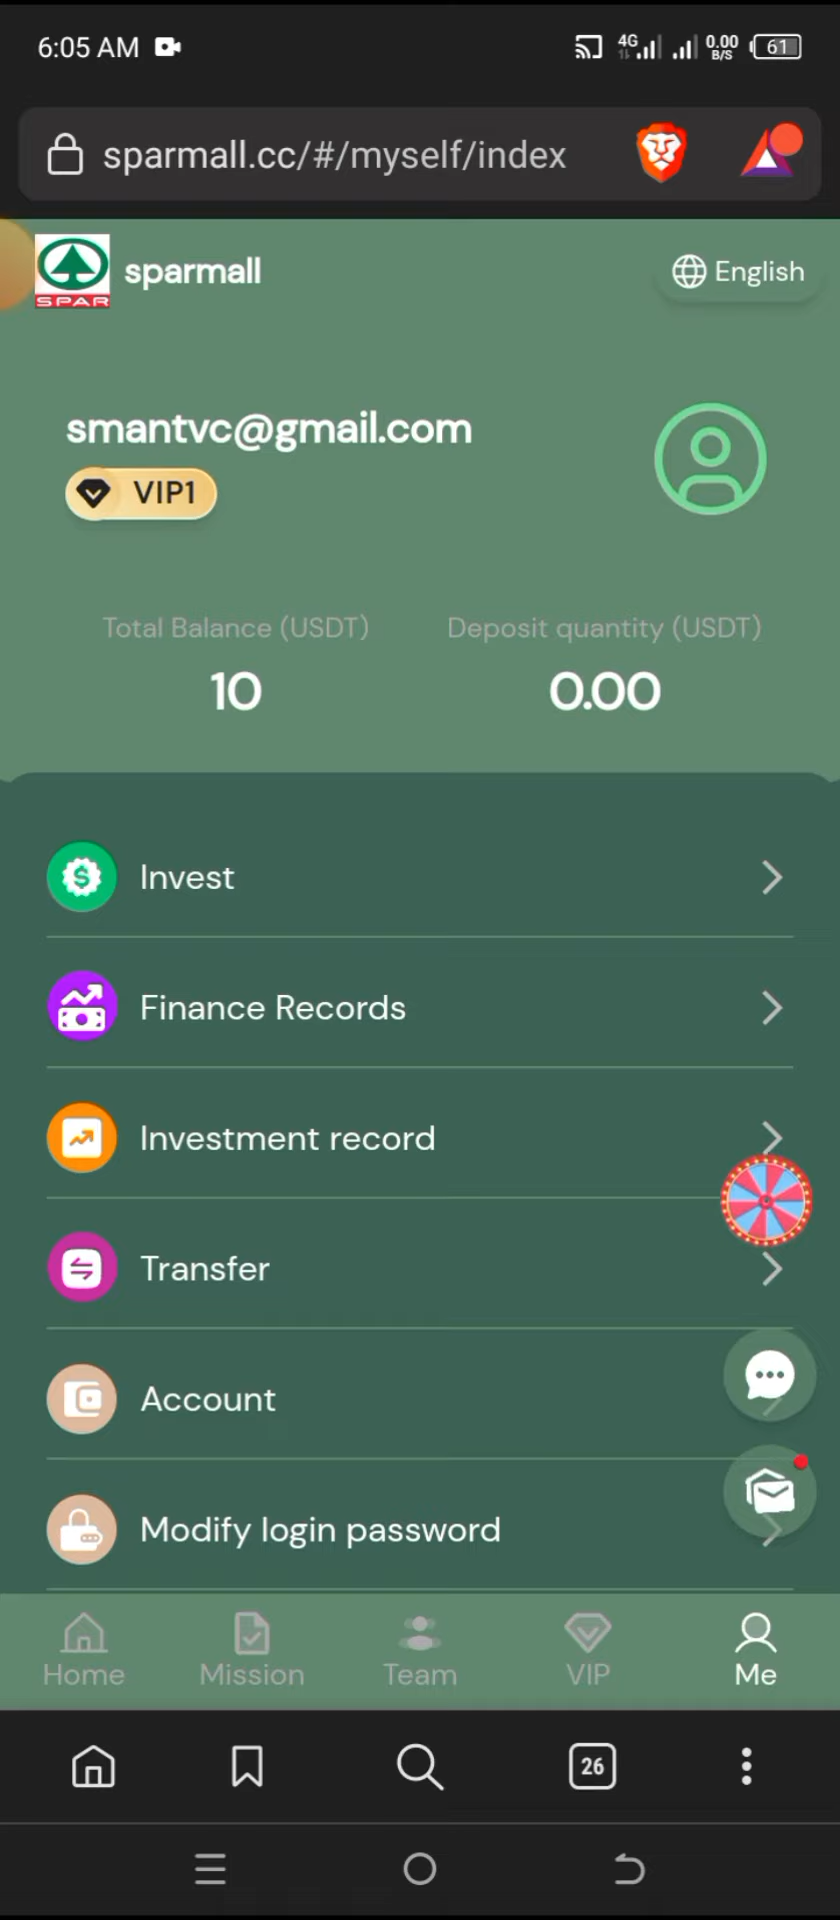 6:05 AM
4G
0.00
B/S
61
sparmall.cc/#/myself/index
SPAR
sparmall
English
smantvc@gmail.com
VIP1
Total Balance (USDT)
Deposit quantity (USDT)
10
0.00
Invest
Finance Records
Investment record
Transfer
Account
Modify login password
Home
Mission
Team
VIP
Me
26